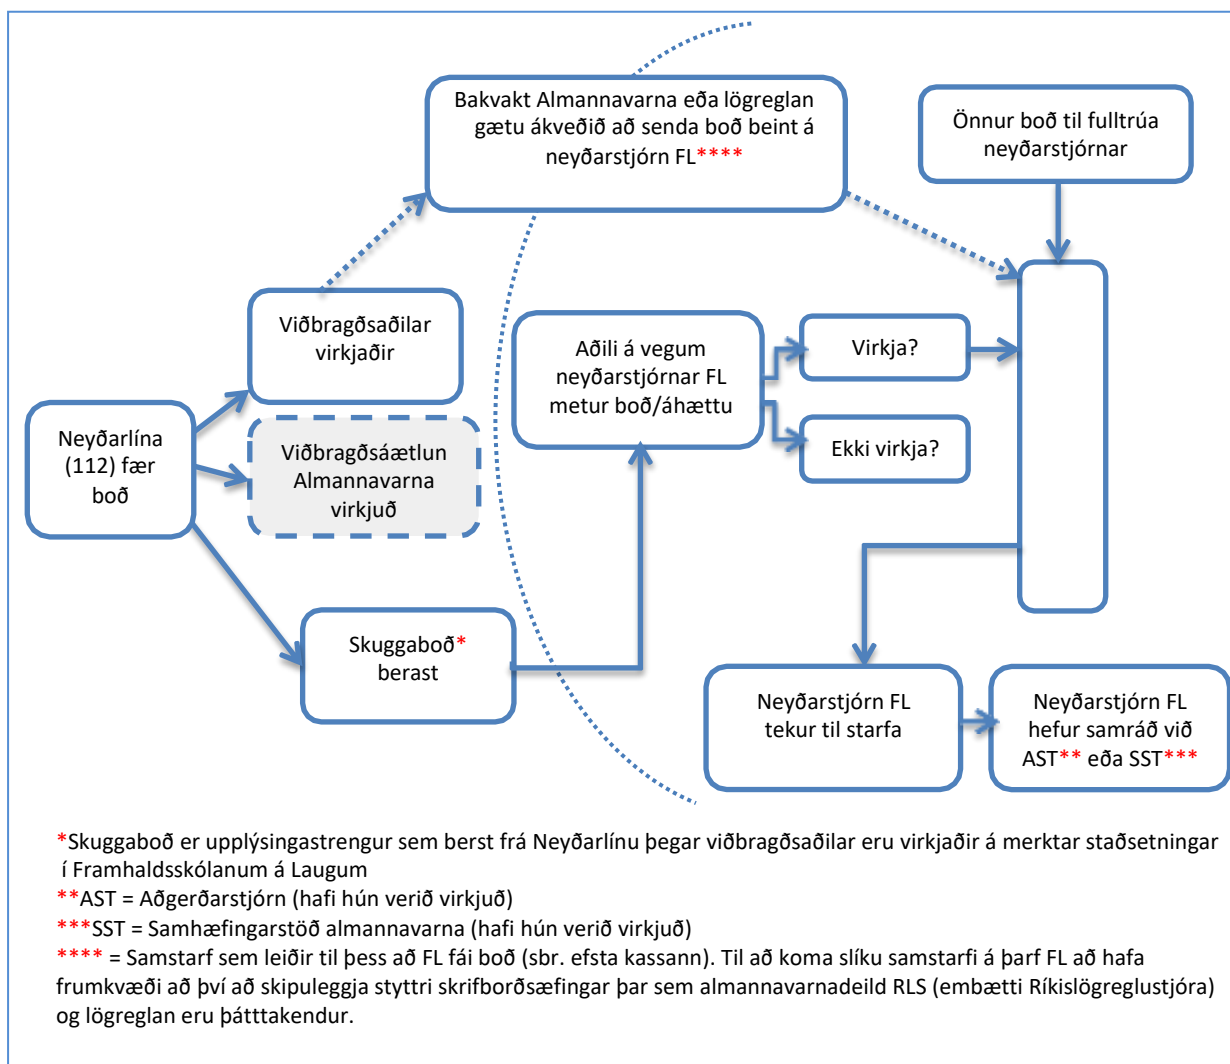 Bakvakt Almannavarna eða lögreglan
gætu ákveðið að senda boð beint á
neyðarstjórn FL****
Önnur boð til fulltrúa
neyðarstjórnar
Viðbragðsaðilar
virkjaðir
Aðili á vegum
neyðarstjórnar FL
metur boð/áhættu
Virkja?
Ekki virkja?
Neyðarlína
(112) fær
boð
Viðbragðsáætlun
Almannavarna
virkjuð
Skuggaboð*
berast
Neyðarstjórn FL
tekur til starfa
Neyðarstjórn FL
hefur samráð við
AST** eða SST***
*Skuggaboð er upplýsingastrengur sem berst frá Neyðarlínu þegar viðbragðsaðilar eru virkjaðir á merktar staðsetningar
í Framhaldsskólanum á Laugum
**AST = Aðgerðarstjórn (hafi hún verið virkjuð)
***SST = Samhæfingarstöð almannavarna (hafi hún verið virkjuð)
**** = Samstarf sem leiðir til þess að FL fái boð (sbr. efsta kassann). Til að koma slíku samstarfi á þarf FL að hafa
frumkvæði að því að skipuleggja styttri skrifborðsæfingar þar sem almannavarnadeild RLS (embætti Ríkislögreglustjóra)
og lögreglan eru þátttakendur.